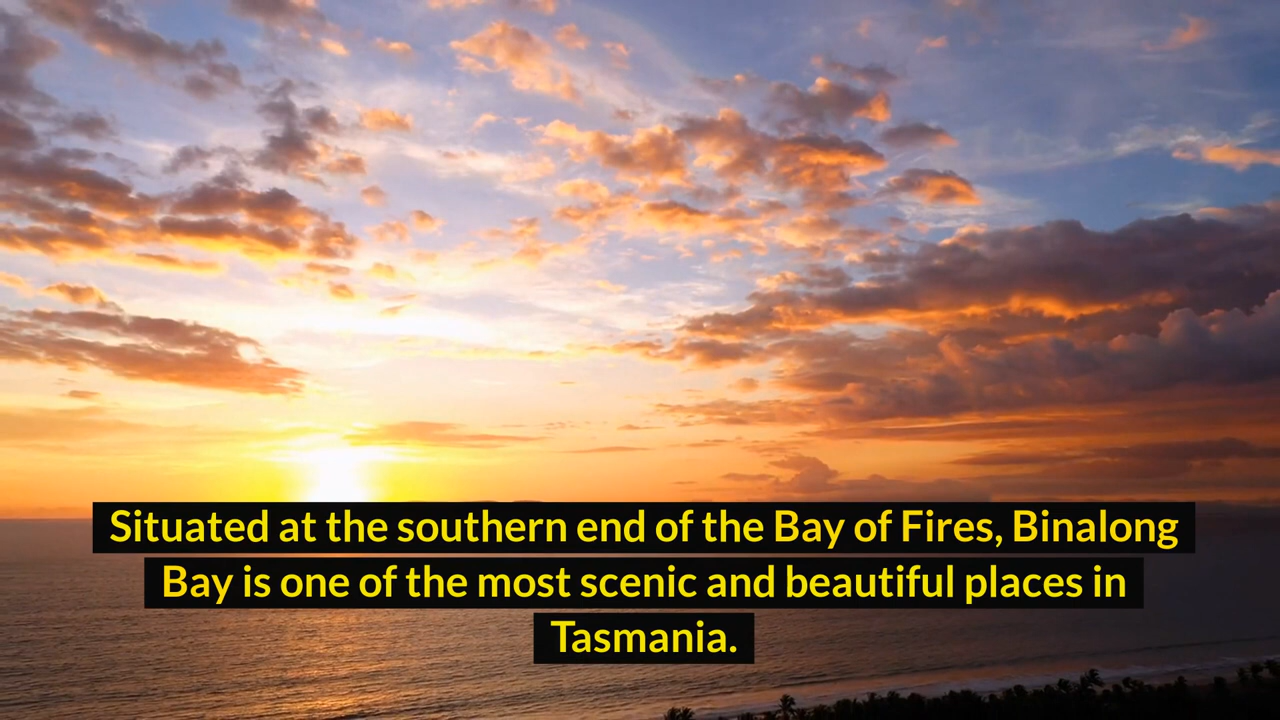 Situated at the southern end of the Bay of Fires, Binalong
Bay is one of the most scenic and beautiful places in
Tasmania.